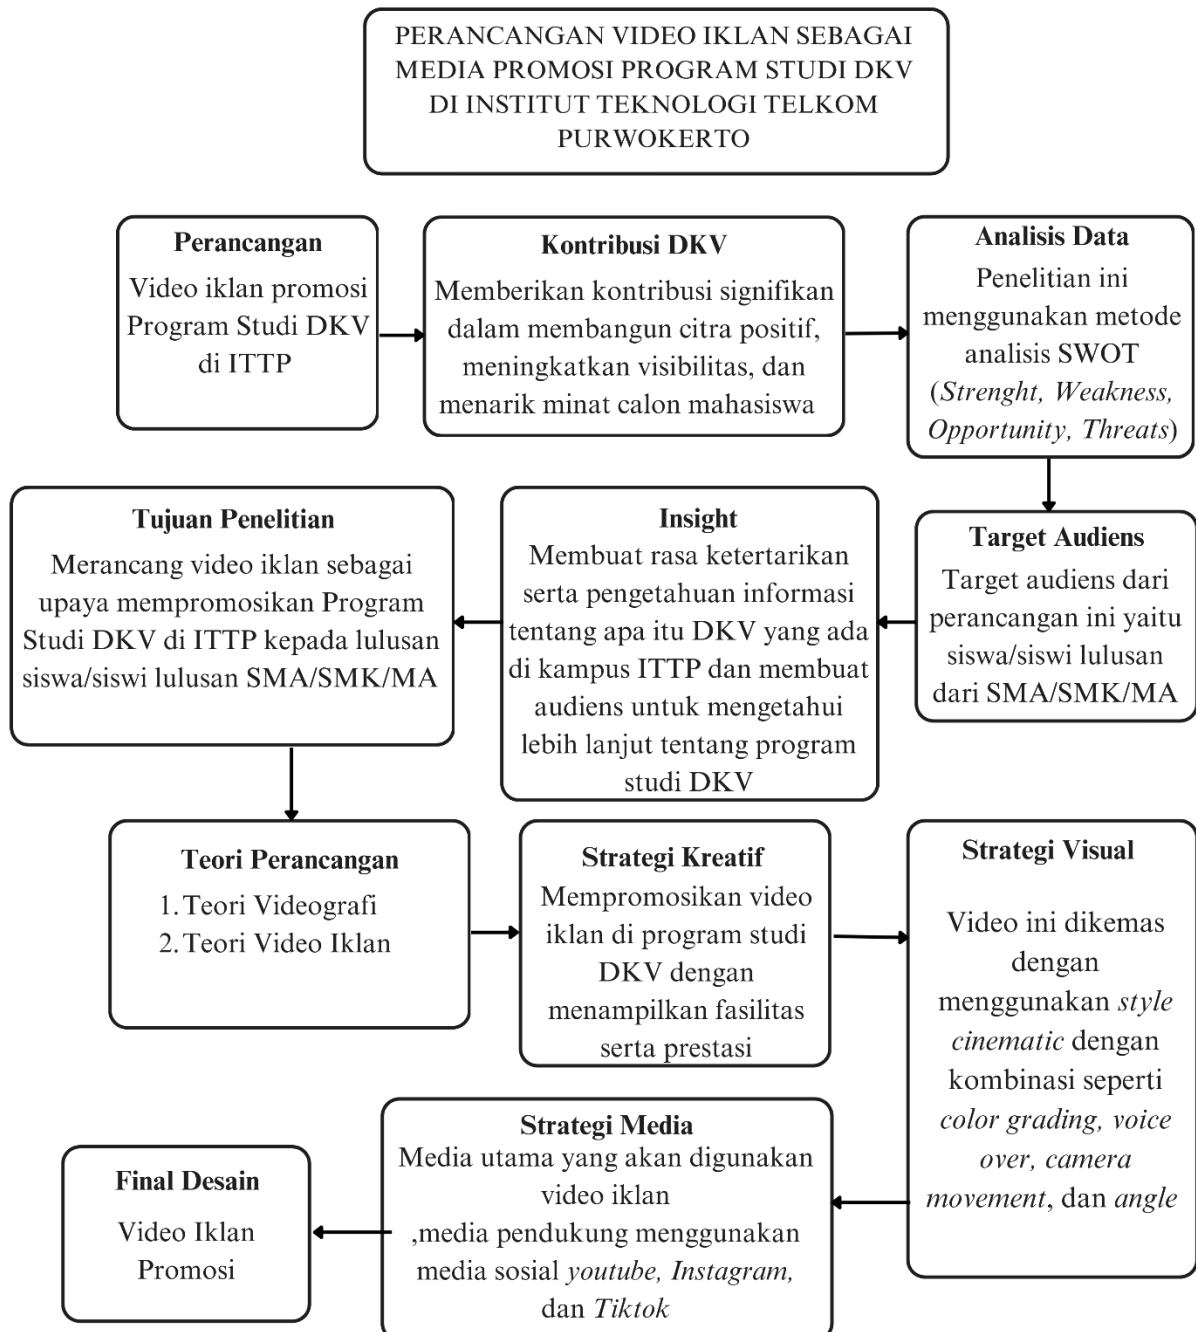 PERANCANGAN VIDEO IKLAN SEBAGAI
MEDIA PROMOSI PROGRAM STUDI DKV
DI INSTITUT TEKNOLOGI TELKOM
PURWOKERTO
Perancangan
Video iklan promosi
Program Studi DKV
di ITTP
Kontribusi DKV
Memberikan kontribusi signifikan
dalam membangun citra positif,
meningkatkan visibilitas, dan
menarik minat calon mahasiswa
Analisis Data
Penelitian ini
menggunakan metode
analisis SWOT
(Strenght, Weakness,
Opportunity, Threats)
Target Audiens
Target audiens dari
perancangan ini yaitu
siswa/siswi lulusan
dari SMA/SMK/MA
Insight
Membuat rasa ketertarikan
serta pengetahuan informasi
tentang apa itu DKV yang ada
di kampus ITTP dan membuat
audiens untuk mengetahui
lebih lanjut tentang program
studi DKV
Tujuan Penelitian
Merancang video iklan sebagai
upaya mempromosikan Program
Studi DKV di ITTP kepada lulusan
siswa/siswi lulusan SMA/SMK/MA
Teori Perancangan
1. Teori Videografi
2. Teori Video Iklan
Strategi Kreatif
Mempromosikan video
iklan di program studi
DKV dengan
menampilkan fasilitas
serta prestasi
Strategi Visual
Video ini dikemas
dengan
menggunakan style
cinematic dengan
kombinasi seperti
color grading, voice
over, camera
movement, dan angle
Strategi Media
Media utama yang akan digunakan
video iklan
,media pendukung menggunakan
media sosial youtube, Instagram,
dan Tiktok
Final Desain
Video Iklan
Promosi